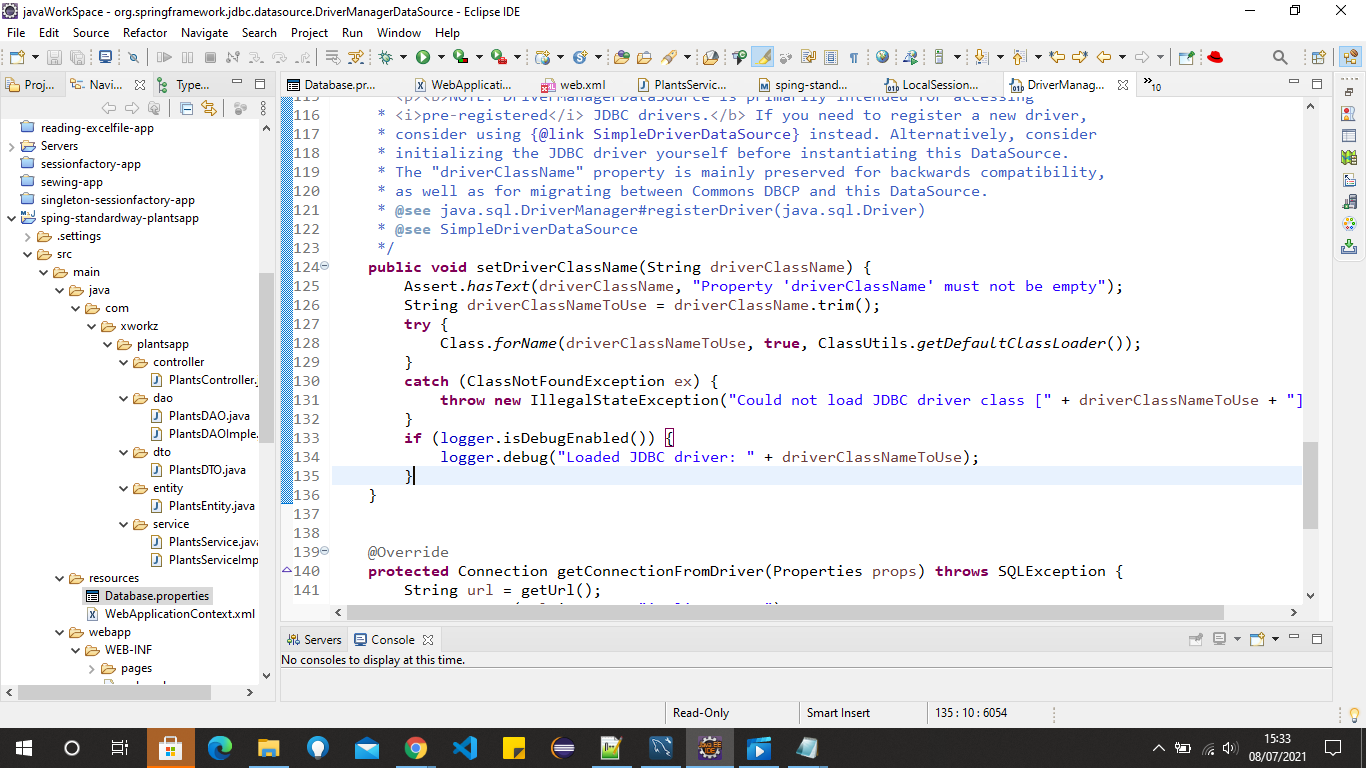 javaWorkSpace - org.springframework.jdbc.datasource.DriverManagerDataSource - Eclipse IDE
File Edit Source Refactor Navigate Search Project Run Window Help
Proj... Navi... Type...
Database.pr... WebApplicati... web.xml PlantsServic... sping-stand... LocalSession... DriverManag... »10
reading-excelfile-app
Servers
sessionfactory-app
sewing-app
singleton-sessionfactory-app
sping-standardway-plantsapp
.settings
src
main
java
com
xworkz
plantsapp
controller
PlantsController.
dao
PlantsDAO.java
PlantsDAOImple.
dto
PlantsDTO.java
entity
PlantsEntity.java
service
PlantsService.java
PlantsServiceImp
resources
Database.properties
WebApplicationContext.xml
webapp
WEB-INF
pages
115 * <p><b>NOTE: DriverManagerDataSource is primarily intended for accessing
116 * <i>pre-registered</i> JDBC drivers.</b> If you need to register a new driver,
117 * consider using {@link SimpleDriverDataSource} instead. Alternatively, consider
118 * initializing the JDBC driver yourself before instantiating this DataSource.
119 * The "driverClassName" property is mainly preserved for backwards compatibility,
120 * as well as for migrating between Commons DBCP and this DataSource.
121 * @see java.sql.DriverManager#registerDriver(java.sql.Driver)
122 * @see SimpleDriverDataSource
123 */
124 public void setDriverClassName(String driverClassName) {
125 Assert.hasText(driverClassName, "Property 'driverClassName' must not be empty");
126 String driverClassNameToUse = driverClassName.trim();
127 try {
128 Class.forName(driverClassNameToUse, true, ClassUtils.getDefaultClassLoader());
129 }
130 catch (ClassNotFoundException ex) {
131 throw new IllegalStateException("Could not load JDBC driver class [" + driverClassNameToUse + "]
132 }
133 if (logger.isDebugEnabled()) {
134 logger.debug("Loaded JDBC driver: " + driverClassNameToUse);
135 }
136 }
137
138
139 @Override
140 protected Connection getConnectionFromDriver(Properties props) throws SQLException {
141 String url = getUrl();
Servers Console
No consoles to display at this time.
Read-Only Smart Insert 135 : 10 : 6054
15:33
08/07/2021